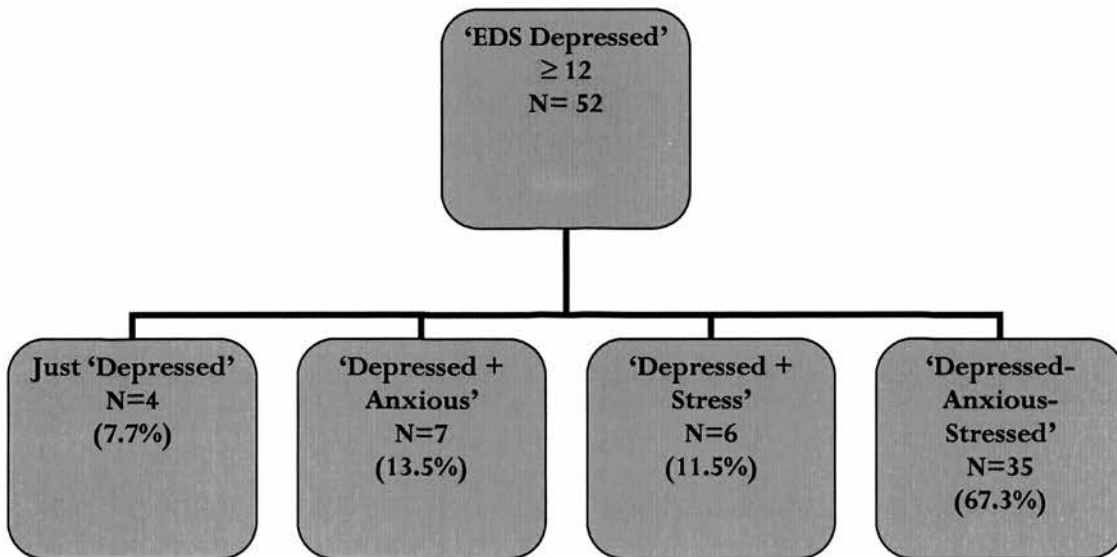 ‘EDS Depressed’
≥ 12
N= 52
Just ‘Depressed’
N=4
(7.7%)
‘Depressed +
Anxious’
N=7
(13.5%)
‘Depressed +
Stress’
N=6
(11.5%)
‘Depressed-
Anxious-
Stressed’
N=35
(67.3%)